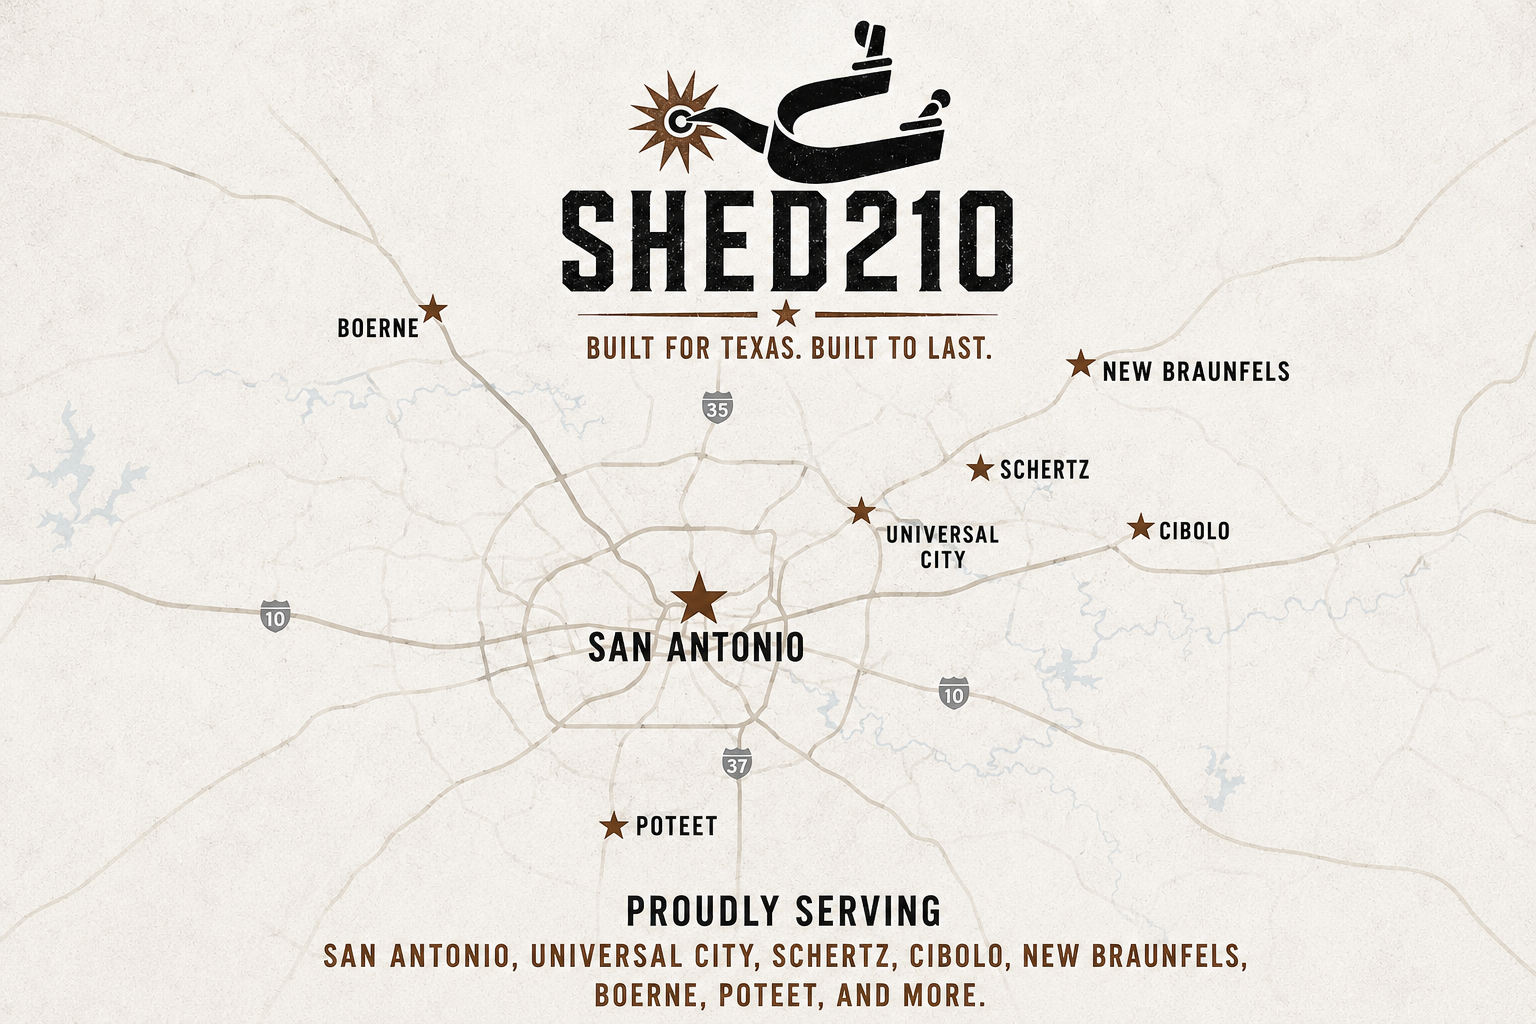 SHED210
BUILT FOR TEXAS. BUILT TO LAST.
BOERNE
NEW BRAUNFELS
35
SCHERTZ
CIBOLO
UNIVERSAL
CITY
10
SAN ANTONIO
10
37
POTEET
PROUDLY SERVING
SAN ANTONIO, UNIVERSAL CITY, SCHERTZ, CIBOLO, NEW BRAUNFELS,
BOERNE, POTEET, AND MORE.